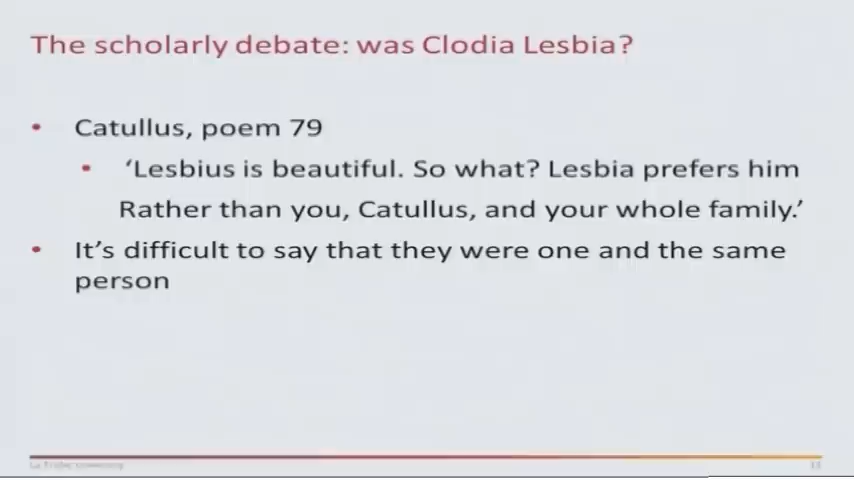 The scholarly debate: was Clodia Lesbia?
• Catullus, poem 79
• ‘Lesbius is beautiful. So what? Lesbia prefers him
Rather than you, Catullus, and your whole family.’
• It’s difficult to say that they were one and the same
person
La Trobe University